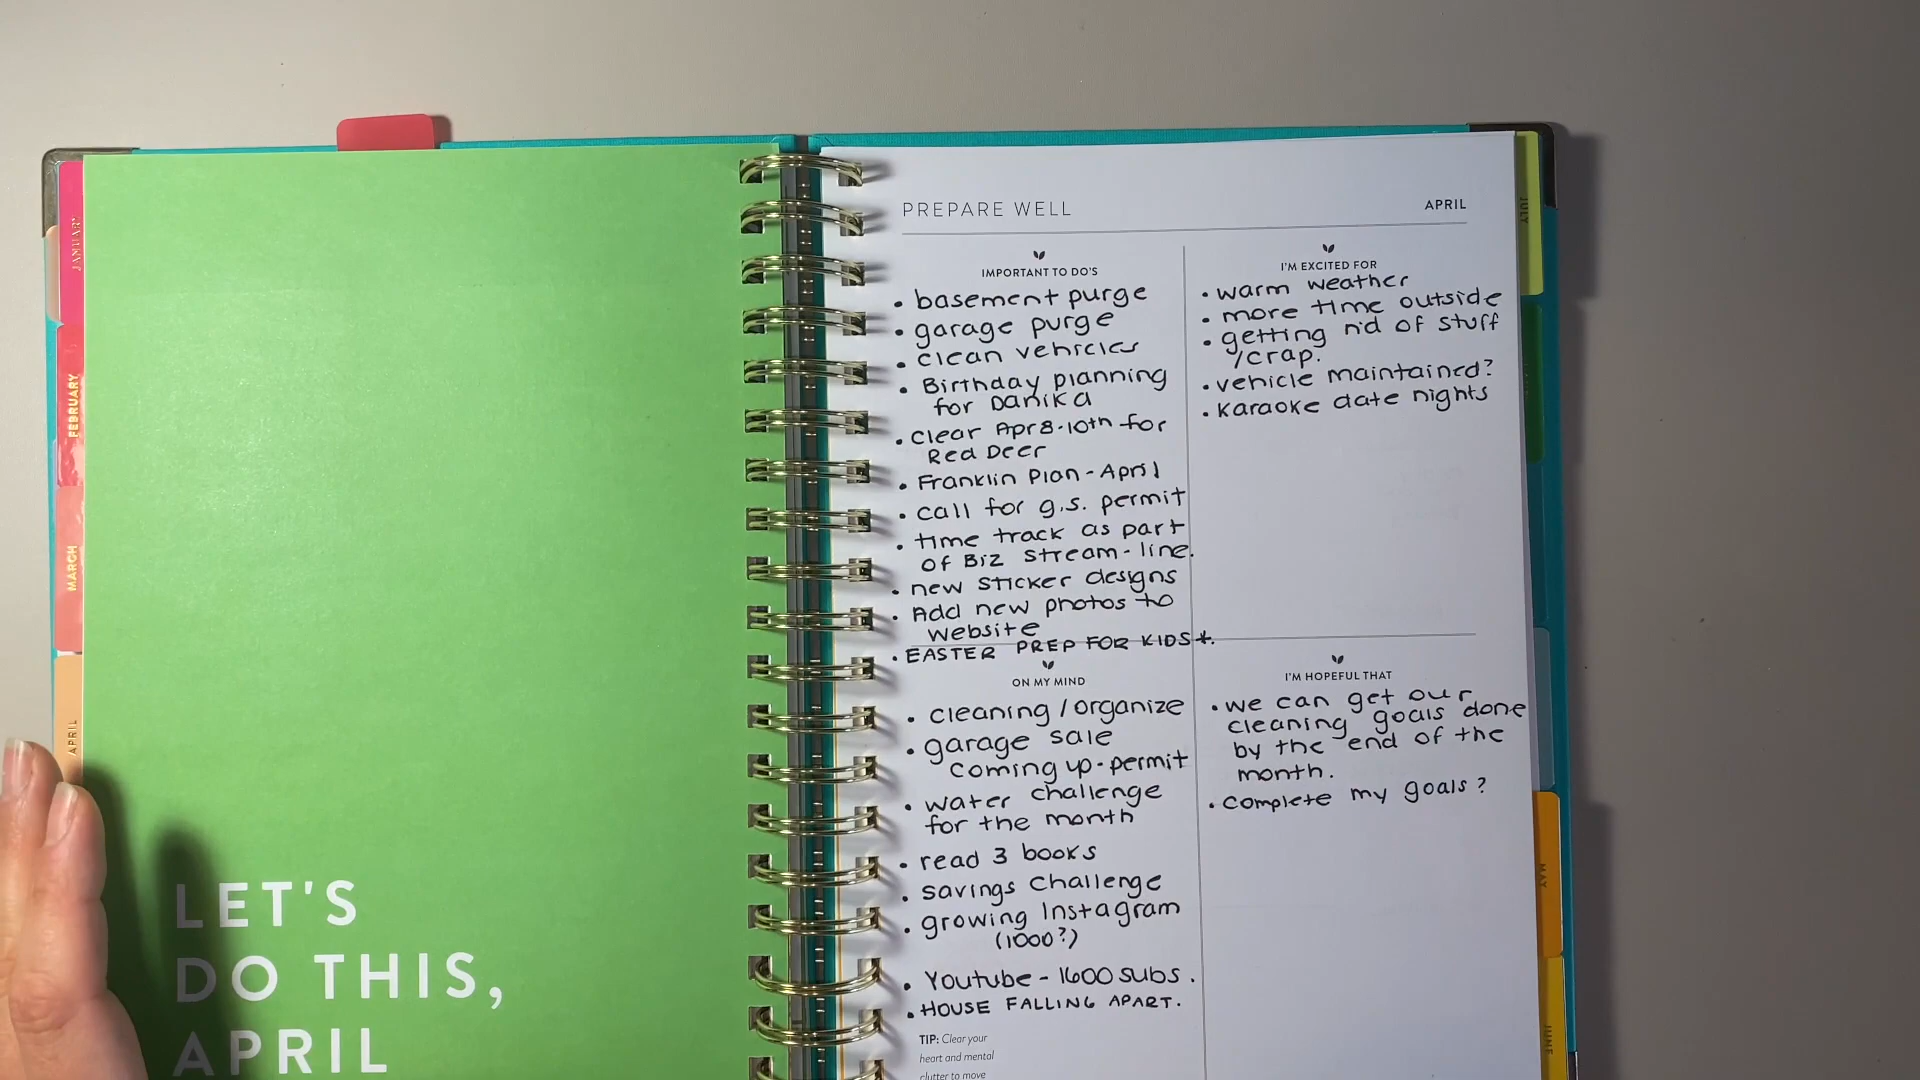 JANUARY
FEBRUARY
MARCH
APRIL
LET'S
DO THIS,
APRIL
PREPARE WELL
APRIL
IMPORTANT TO DO'S
• basement purge
• garage purge
• clean vehicles
• Birthday planning
for Danika
• clear Apr 8-10th for
Red Deer
• Franklin Plan - April
• call for g.s. permit
• time track as part
of Biz stream-line.
• new sticker designs
• Add new photos to
website
• EASTER PREP FOR KIDS *.
I'M EXCITED FOR
• warm weather
• more time outside
• getting rid of stuff
/crap.
• vehicle maintained?
• karaoke date nights
ON MY MIND
• cleaning / organize
• garage sale
coming up - permit
• water challenge
for the month
• read 3 books
• savings challenge
• growing Instagram
(1000?)
• Youtube - 1600 subs.
• HOUSE FALLING APART.
TIP: Clear your
heart and mental
clutter to move
I'M HOPEFUL THAT
• we can get our
cleaning goals done
by the end of the
month.
• complete my goals?
JULY
MAY
JUNE